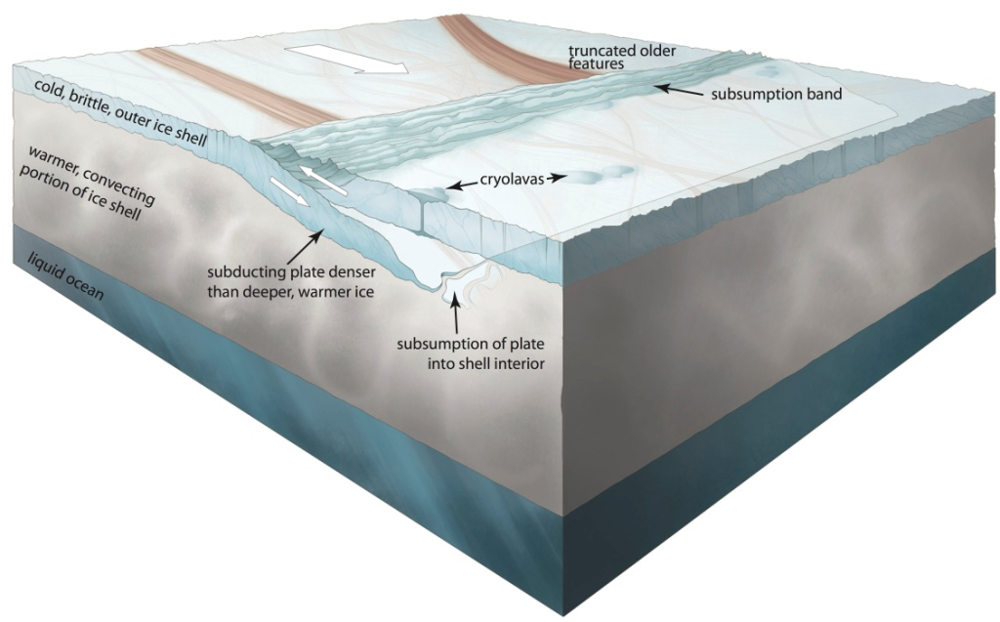 truncated older
features
subsumption band
cold, brittle, outer ice shell
cryolavas
warmer, convecting
portion of ice shell
subducting plate denser
than deeper, warmer ice
liquid ocean
subsumption of plate
into shell interior